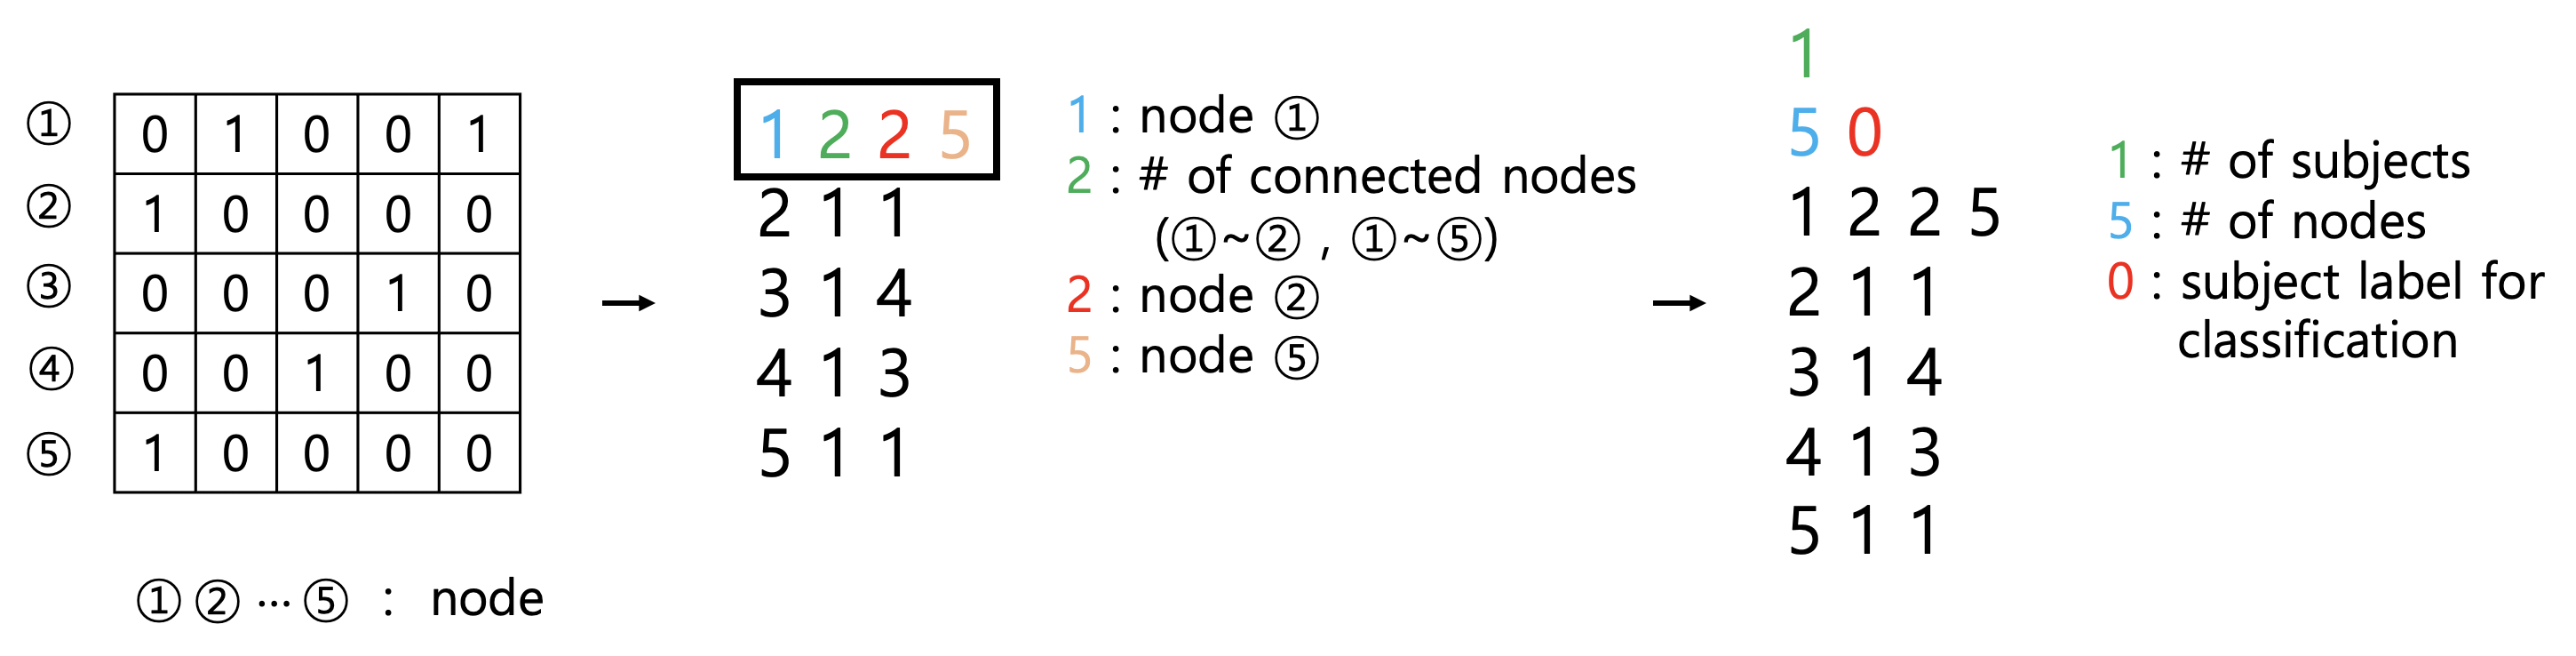 ① 0 1 0 0 1
② 1 0 0 0 0
③ 0 0 0 1 0
④ 0 0 1 0 0
⑤ 1 0 0 0 0
① ② ··· ⑤ : node
→
1 2 2 5
2 1 1
3 1 4
4 1 3
5 1 1
1 : node ①
2 : # of connected nodes
(①~② , ①~⑤)
2 : node ②
5 : node ⑤
→
1
5 0
1 2 2 5
2 1 1
3 1 4
4 1 3
5 1 1
1 : # of subjects
5 : # of nodes
0 : subject label for
classification